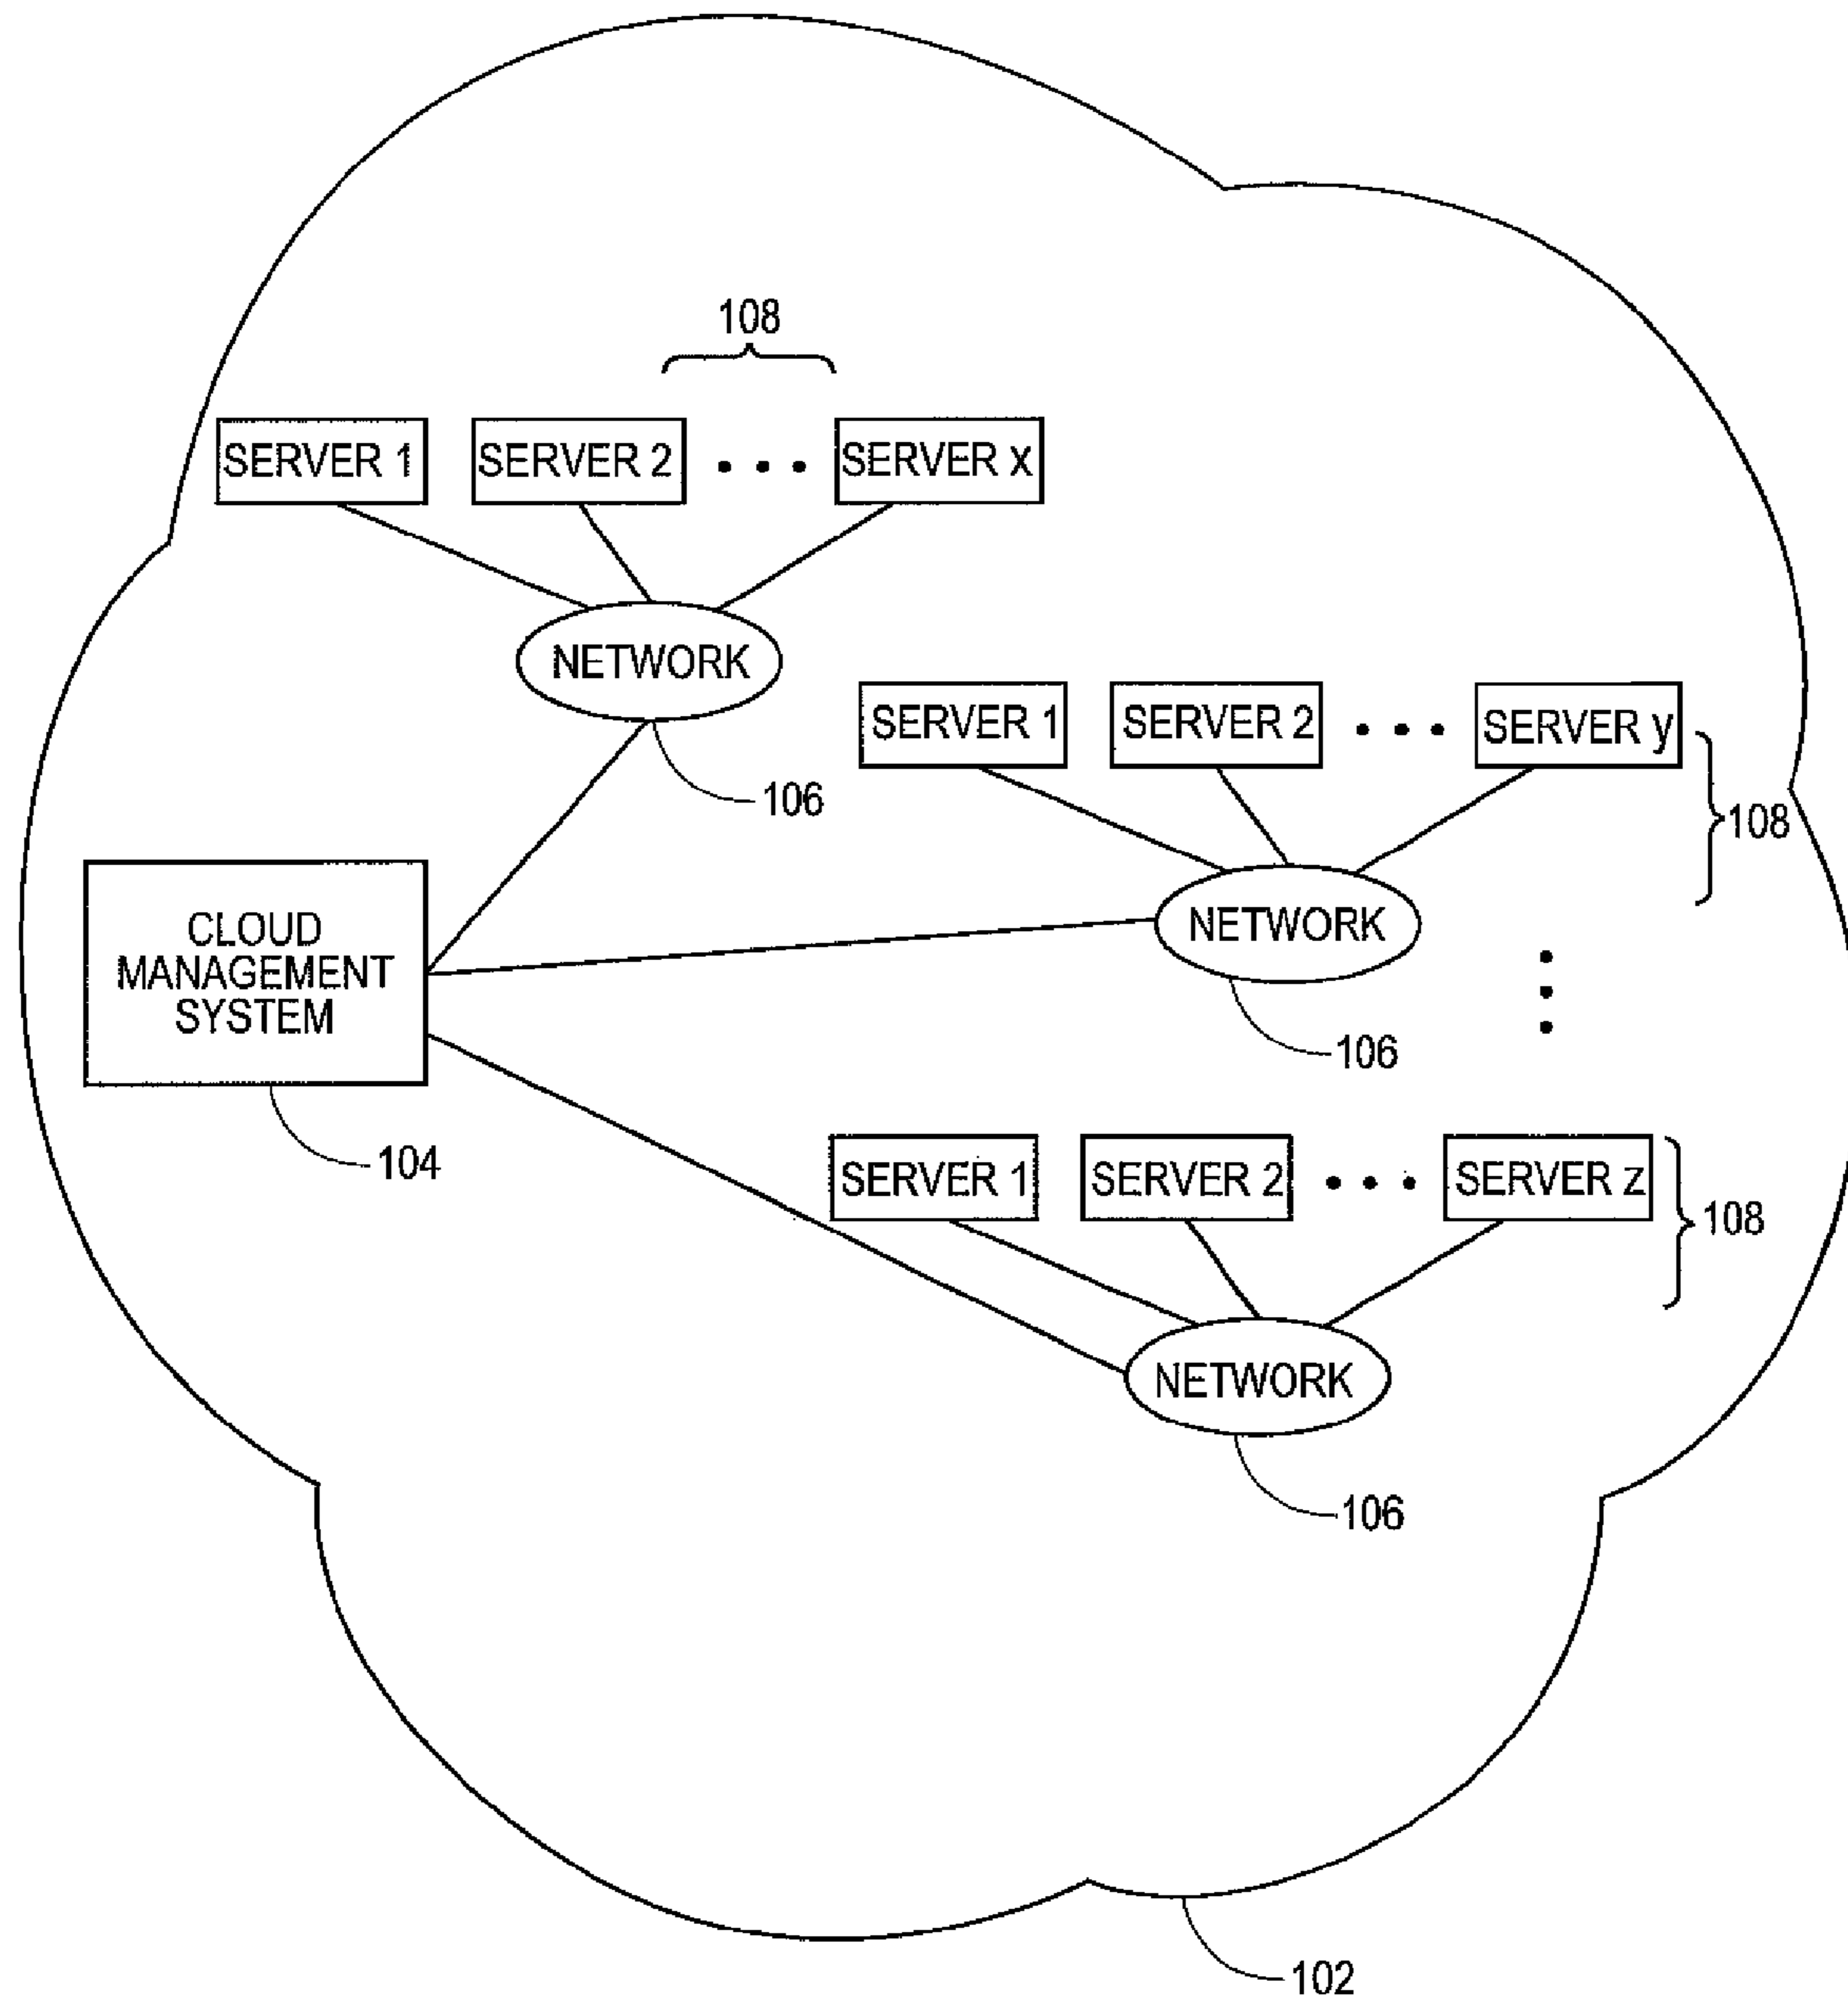 108
SERVER 1
SERVER 2
SERVER X
NETWORK
106
SERVER 1
SERVER 2
SERVER y
108
NETWORK
106
CLOUD
MANAGEMENT
SYSTEM
104
SERVER 1
SERVER 2
SERVER Z
108
NETWORK
106
102